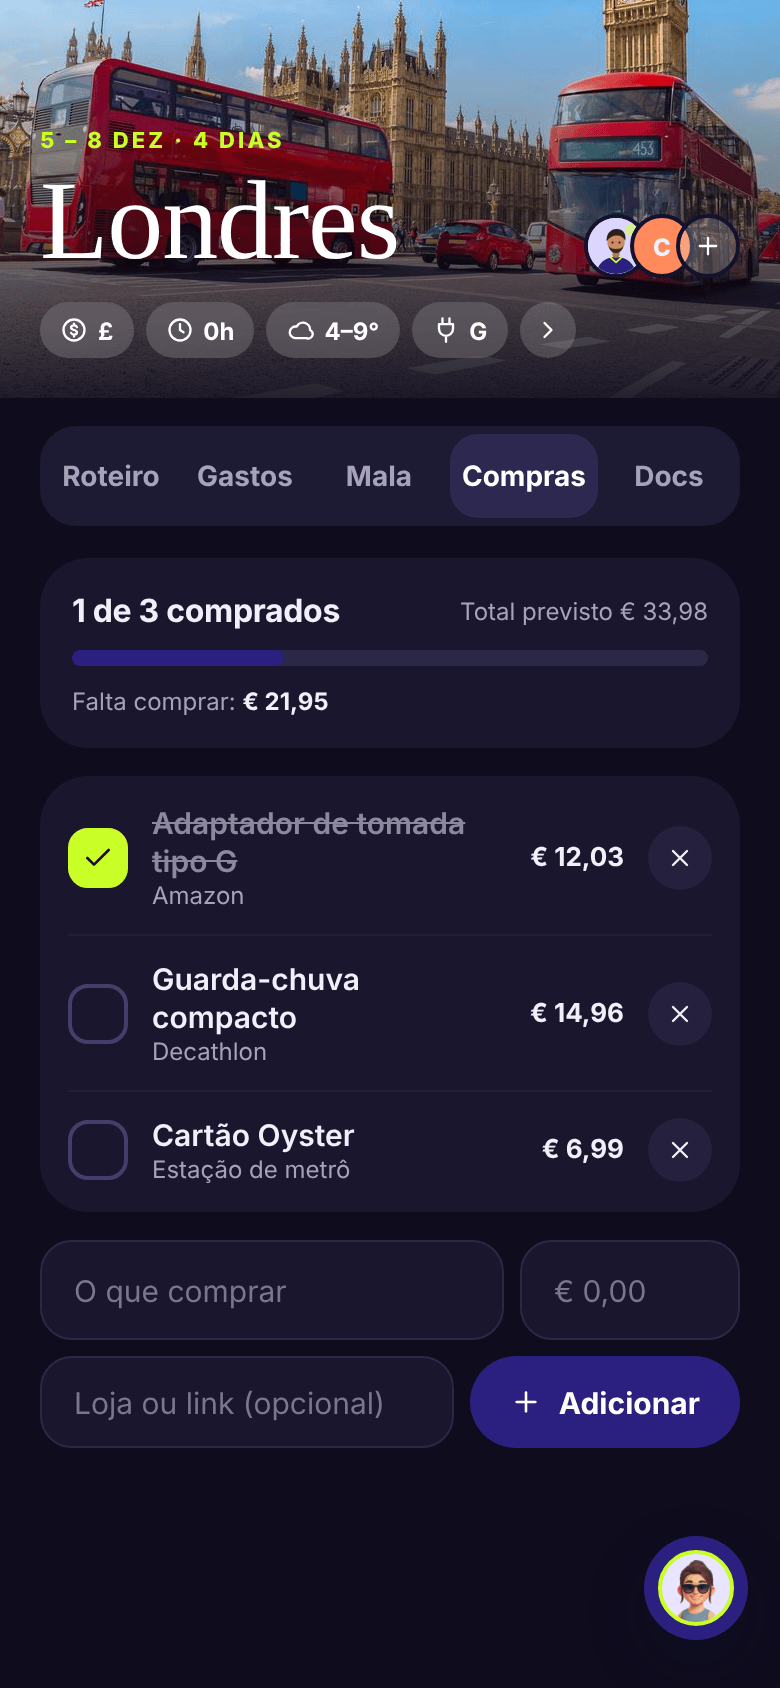 5 – 8 DEZ · 4 DIAS
453
Londres
C
£
0h
4–9°
G
Roteiro
Gastos
Mala
Compras
Docs
1 de 3 comprados
Total previsto € 33,98
Falta comprar: € 21,95
Adaptador de tomada
tipo G
Amazon
€ 12,03
Guarda-chuva
compacto
Decathlon
€ 14,96
Cartão Oyster
Estação de metrô
€ 6,99
O que comprar
€ 0,00
Loja ou link (opcional)
Adicionar